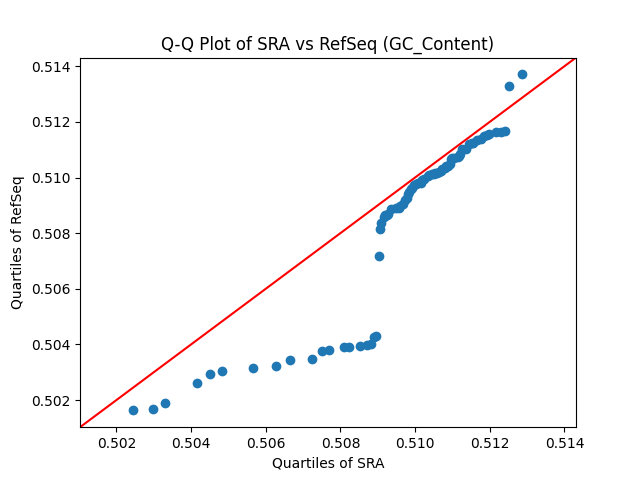 Q-Q Plot of SRA vs RefSeq (GC_Content)
Quartiles of RefSeq
0.514
0.512
0.510
0.508
0.506
0.504
0.502
0.502 0.504 0.506 0.508 0.510 0.512 0.514
Quartiles of SRA